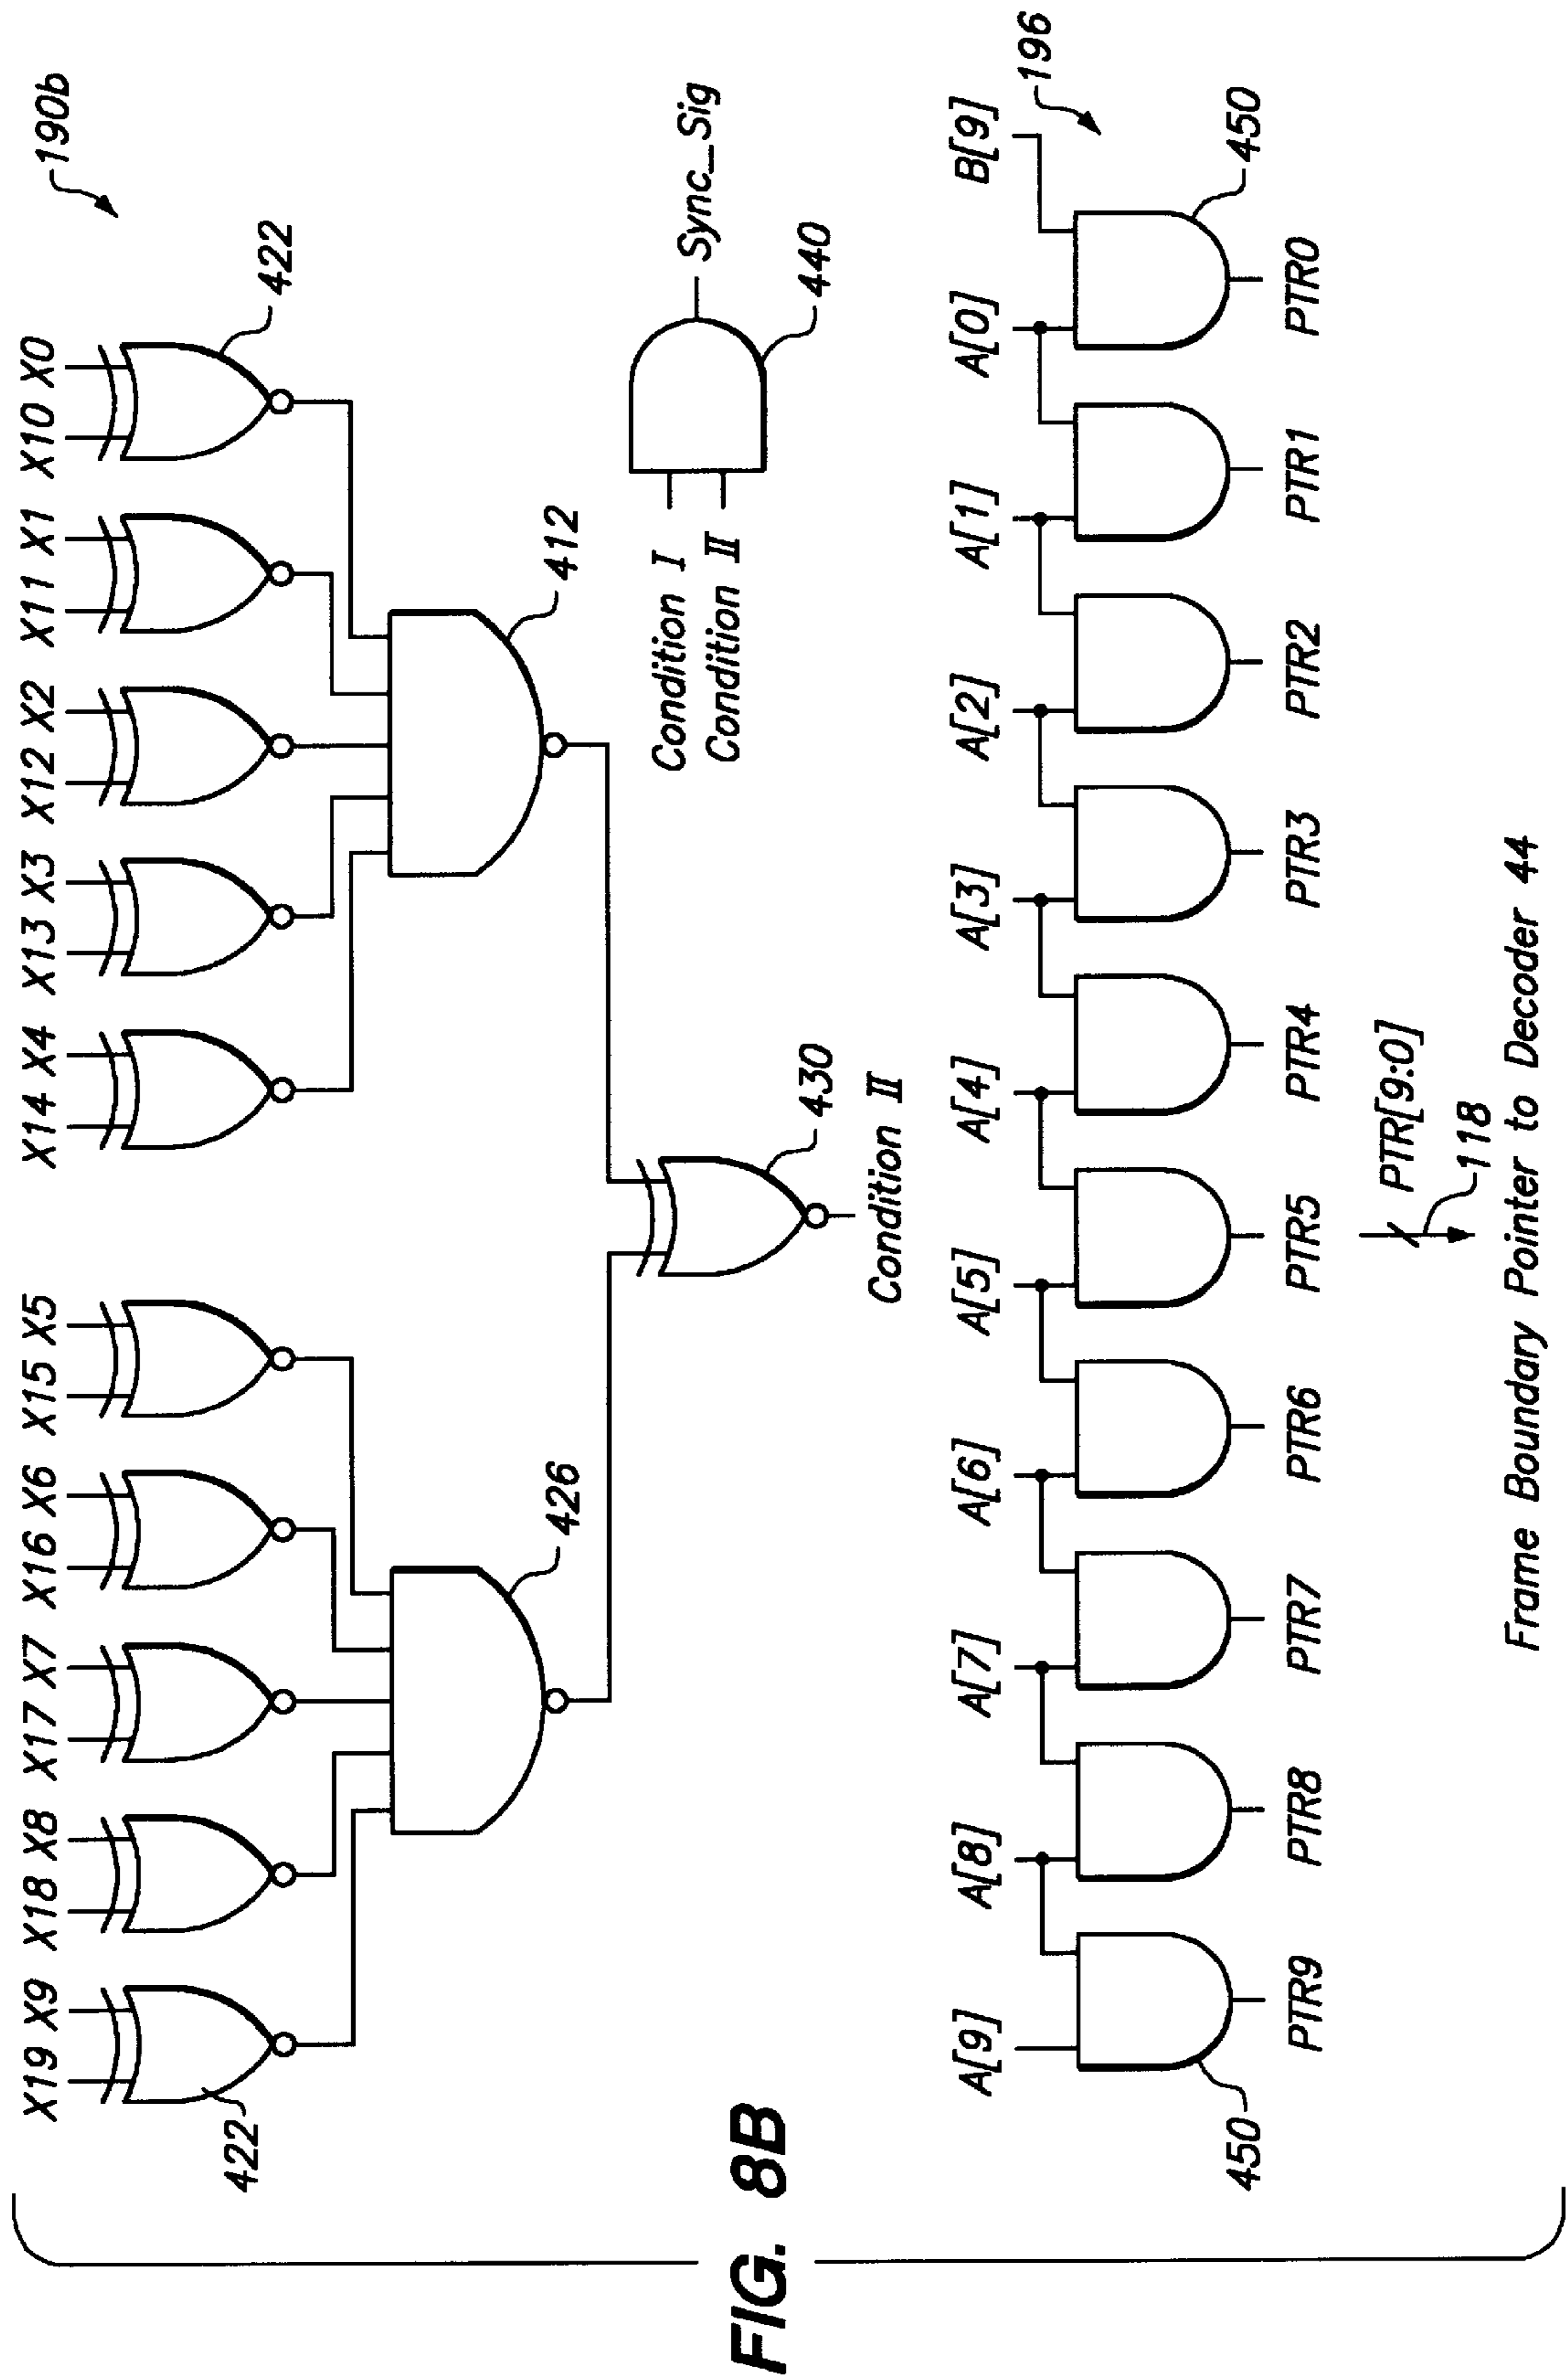 190b
X19 X9 X18 X8 X17 X7 X16 X6 X15 X5 X14 X4 X13 X3 X12 X2 X11 X1 X10 X0
422
422
426
412
430
Condition II
Condition I
Condition II
Sync_Sig
440
196
A[9] A[8] A[7] A[6] A[5] A[4] A[3] A[2] A[1] A[0] B[9]
450
450
PTR9 PTR8 PTR7 PTR6 PTR5 PTR4 PTR3 PTR2 PTR1 PTR0
PTR[9:0]
118
Frame Boundary Pointer to Decoder 44
FIG. 8B